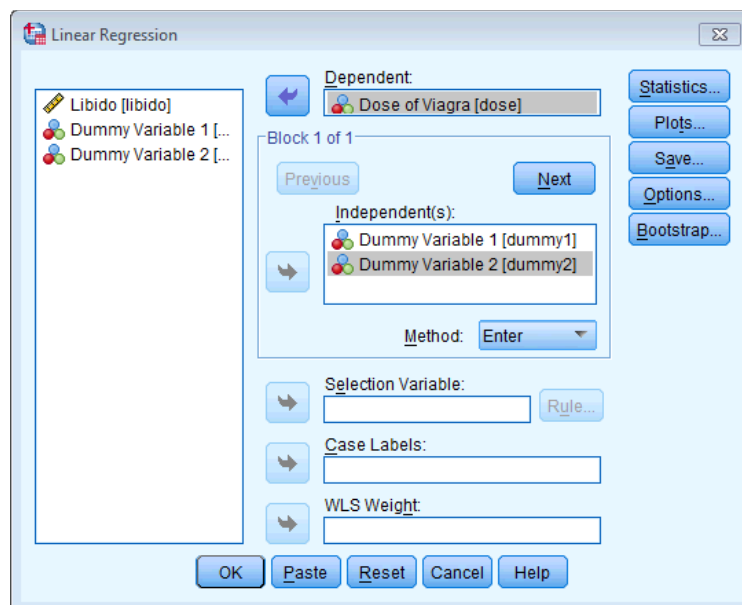 Linear Regression
Libido [libido]
Dummy Variable 1 [...
Dummy Variable 2 [...
Dependent:
Dose of Viagra [dose]
Block 1 of 1
Previous
Next
Independent(s):
Dummy Variable 1 [dummy1]
Dummy Variable 2 [dummy2]
Method: Enter
Selection Variable:
Rule...
Case Labels:
WLS Weight:
Statistics...
Plots...
Save...
Options...
Bootstrap...
OK Paste Reset Cancel Help